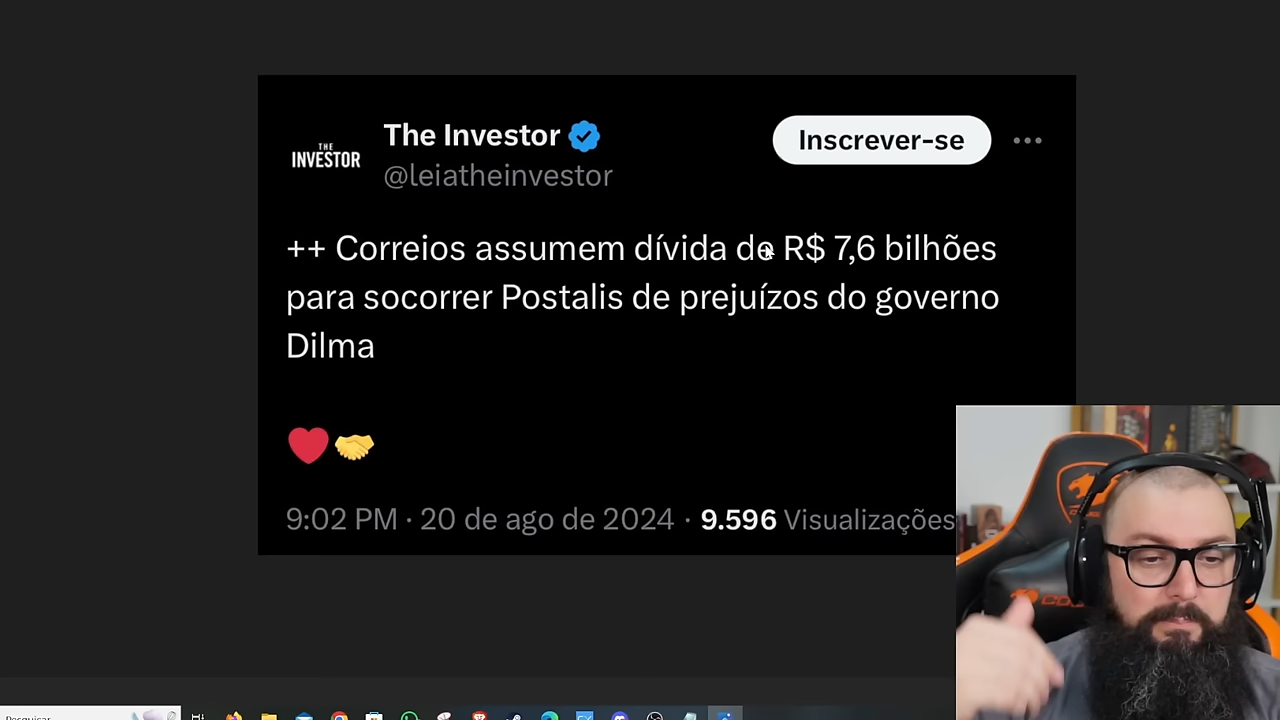 THE
INVESTOR
The Investor
@leiatheinvestor
Inscrever-se
++ Correios assumem dívida de R$ 7,6 bilhões
para socorrer Postalis de prejuízos do governo
Dilma
9:02 PM · 20 de ago de 2024 · 9.596 Visualizações
Pesquisar